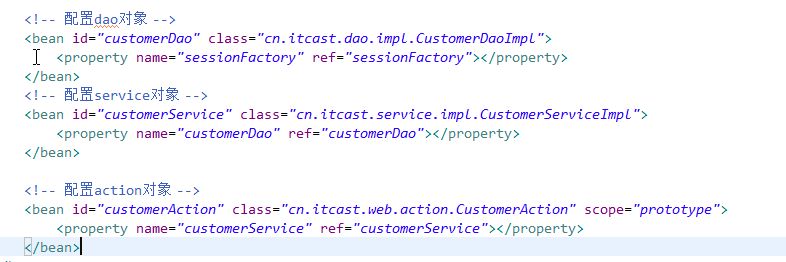 <!-- 配置dao对象 -->
<bean id="customerDao" class="cn.itcast.dao.impl.CustomerDaoImpl">
<property name="sessionFactory" ref="sessionFactory"></property>
</bean>
<!-- 配置service对象 -->
<bean id="customerService" class="cn.itcast.service.impl.CustomerServiceImpl">
<property name="customerDao" ref="customerDao"></property>
</bean>
<!-- 配置action对象 -->
<bean id="customerAction" class="cn.itcast.web.action.CustomerAction" scope="prototype">
<property name="customerService" ref="customerService"></property>
</bean>